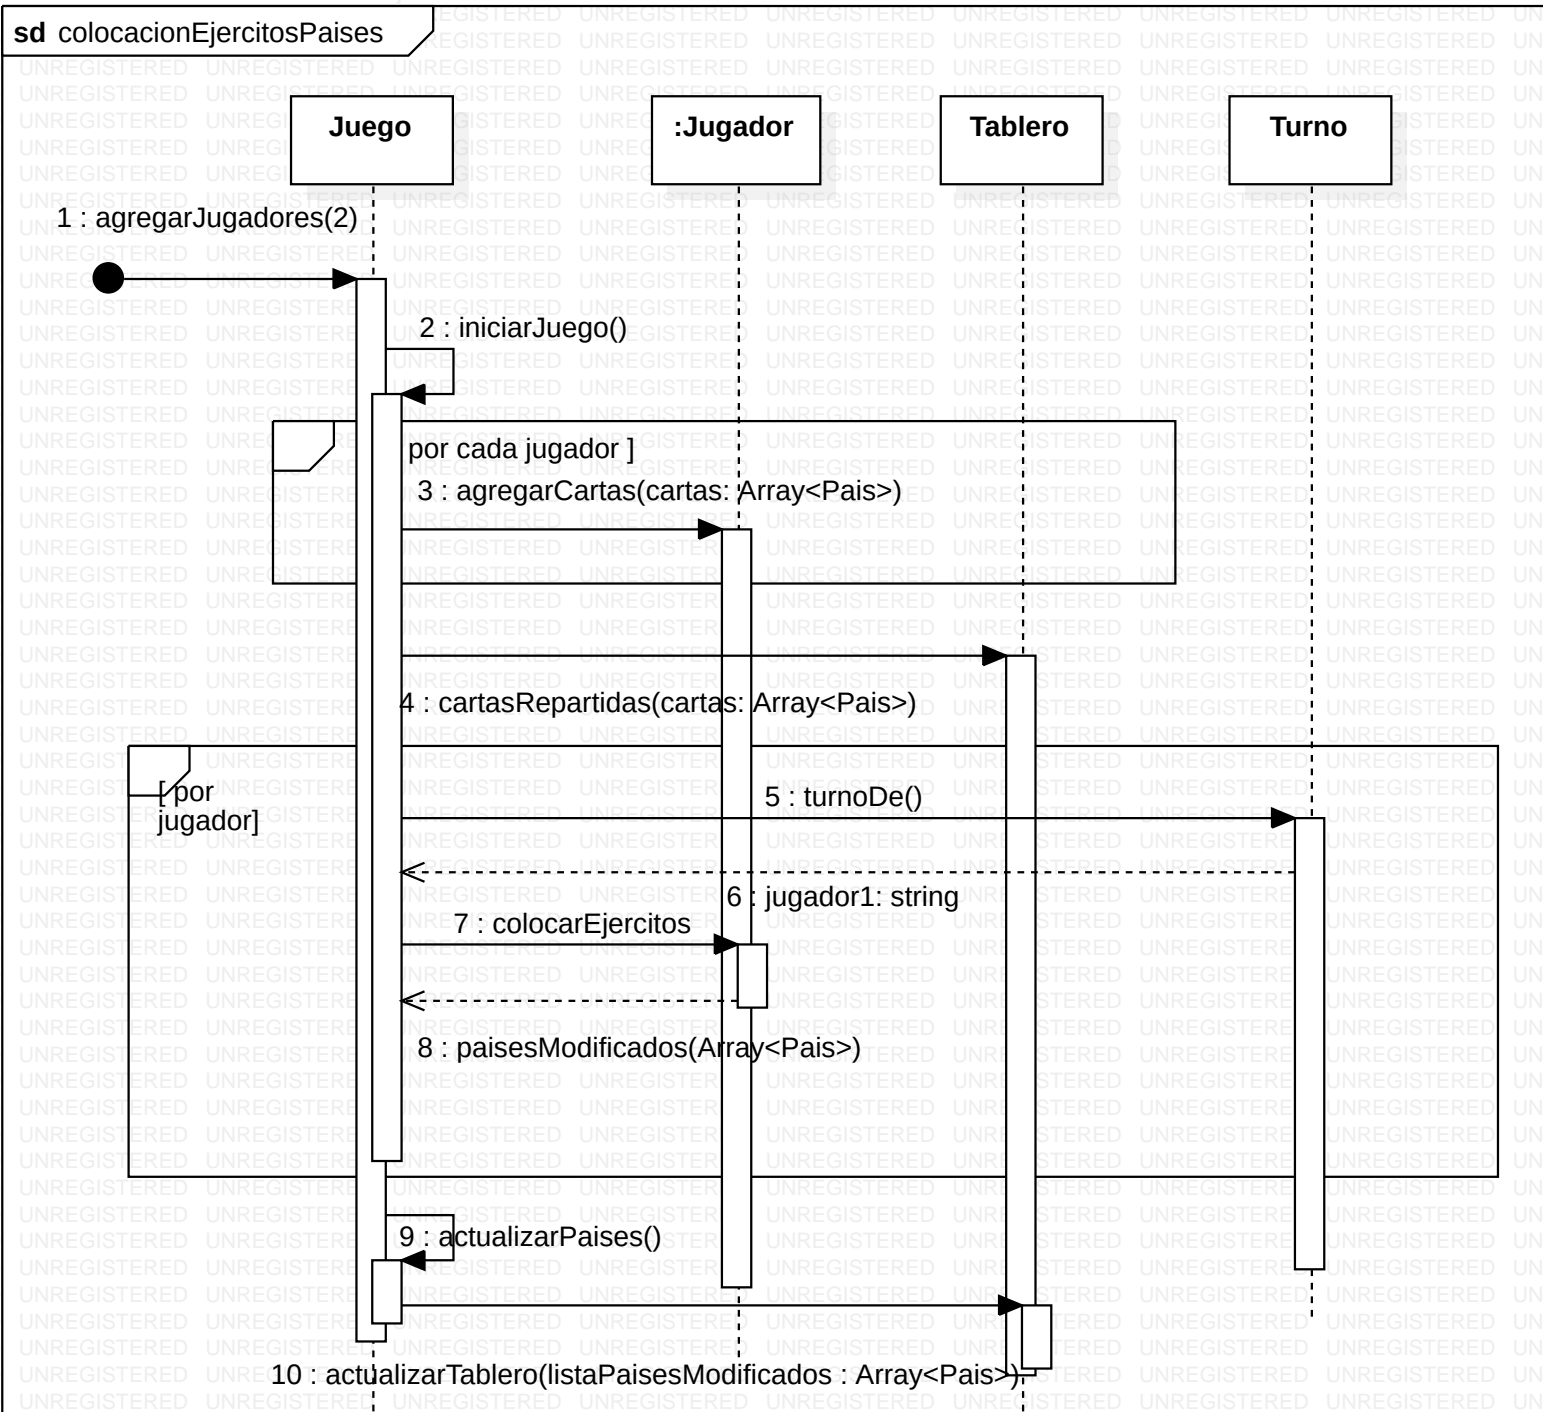 sd colocacionEjercitosPaises
Juego
:Jugador
Tablero
Turno
1 : agregarJugadores(2)
2 : iniciarJuego()
por cada jugador ]
3 : agregarCartas(cartas: Array<Pais>)
4 : cartasRepartidas(cartas: Array<Pais>)
[ por
jugador]
5 : turnoDe()
6 : jugador1: string
7 : colocarEjercitos
8 : paisesModificados(Array<Pais>)
9 : actualizarPaises()
10 : actualizarTablero(listaPaisesModificados : Array<Pais>)
UNREGISTERED